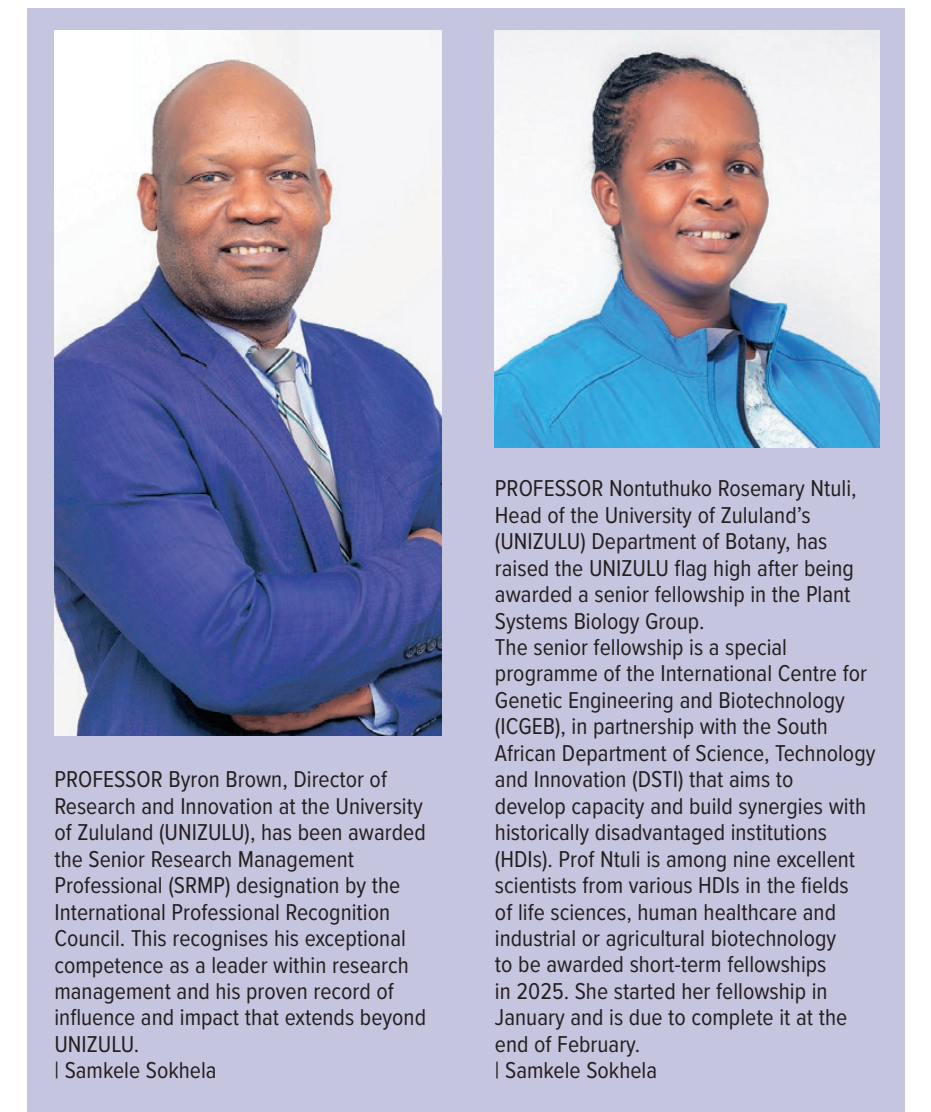 PROFESSOR Byron Brown, Director of
Research and Innovation at the University
of Zululand (UNIZULU), has been awarded
the Senior Research Management
Professional (SRMP) designation by the
International Professional Recognition
Council. This recognises his exceptional
competence as a leader within research
management and his proven record of
influence and impact that extends beyond
UNIZULU.
| Samkele Sokhela
PROFESSOR Nontuthuko Rosemary Ntuli,
Head of the University of Zululand’s
(UNIZULU) Department of Botany, has
raised the UNIZULU flag high after being
awarded a senior fellowship in the Plant
Systems Biology Group.
The senior fellowship is a special
programme of the International Centre for
Genetic Engineering and Biotechnology
(ICGEB), in partnership with the South
African Department of Science, Technology
and Innovation (DSTI) that aims to
develop capacity and build synergies with
historically disadvantaged institutions
(HDIs). Prof Ntuli is among nine excellent
scientists from various HDIs in the fields
of life sciences, human healthcare and
industrial or agricultural biotechnology
to be awarded short-term fellowships
in 2025. She started her fellowship in
January and is due to complete it at the
end of February.
| Samkele Sokhela